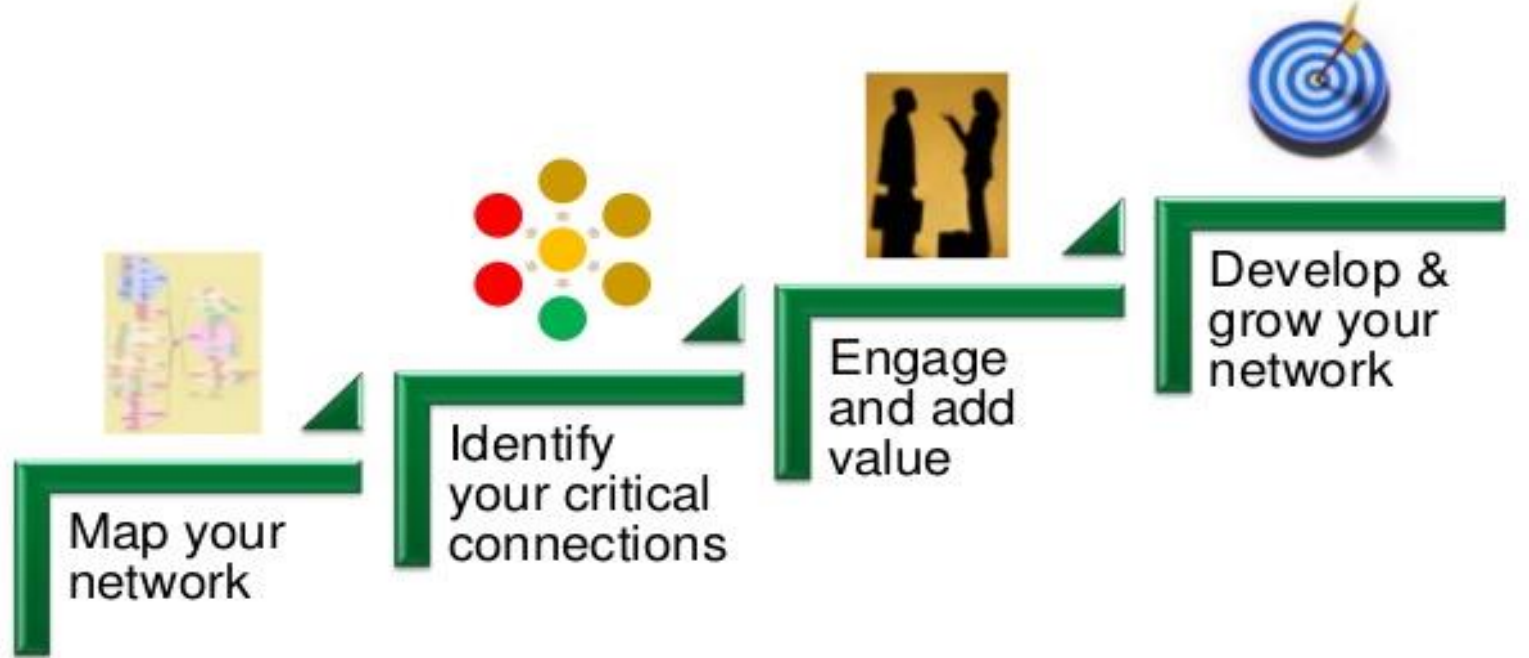 Map your
network
Identify
your critical
connections
Engage
and add
value
Develop &
grow your
network